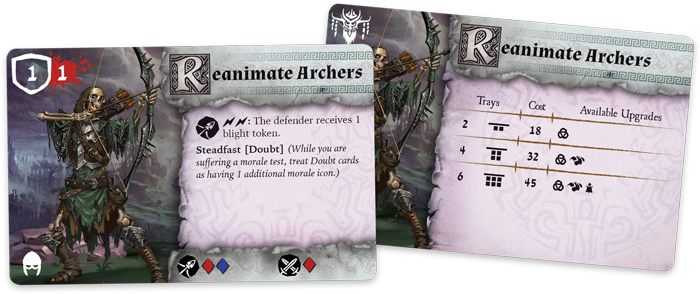 1
1
Reanimate Archers
: The defender receives 1
blight token.
Steadfast [Doubt] (While you are
suffering a morale test, treat Doubt cards
as having 1 additional morale icon.)
Reanimate Archers
Trays Cost Available Upgrades
2 18
4 32
6 45